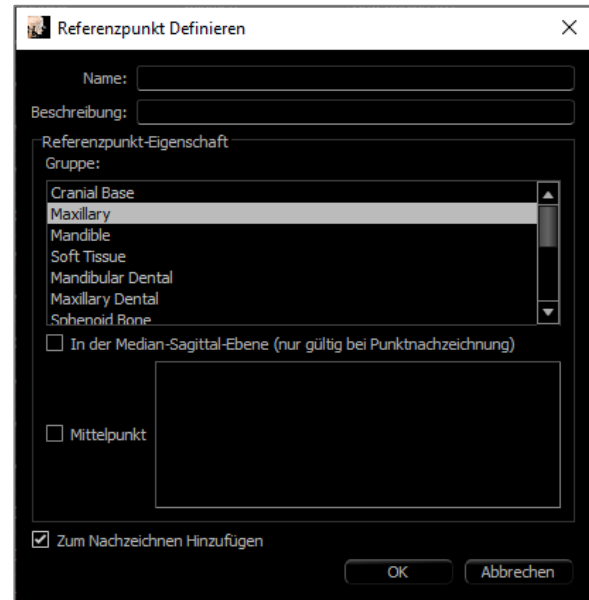 Referenzpunkt Definieren
Name:
Beschreibung:
Referenzpunkt-Eigenschaft
Gruppe:
Cranial Base
Maxillary
Mandible
Soft Tissue
Mandibular Dental
Maxillary Dental
Sphenoid Bone
In der Median-Sagittal-Ebene (nur gültig bei Punktnachzeichnung)
Mittelpunkt
Zum Nachzeichnen Hinzufügen
OK Abbrechen